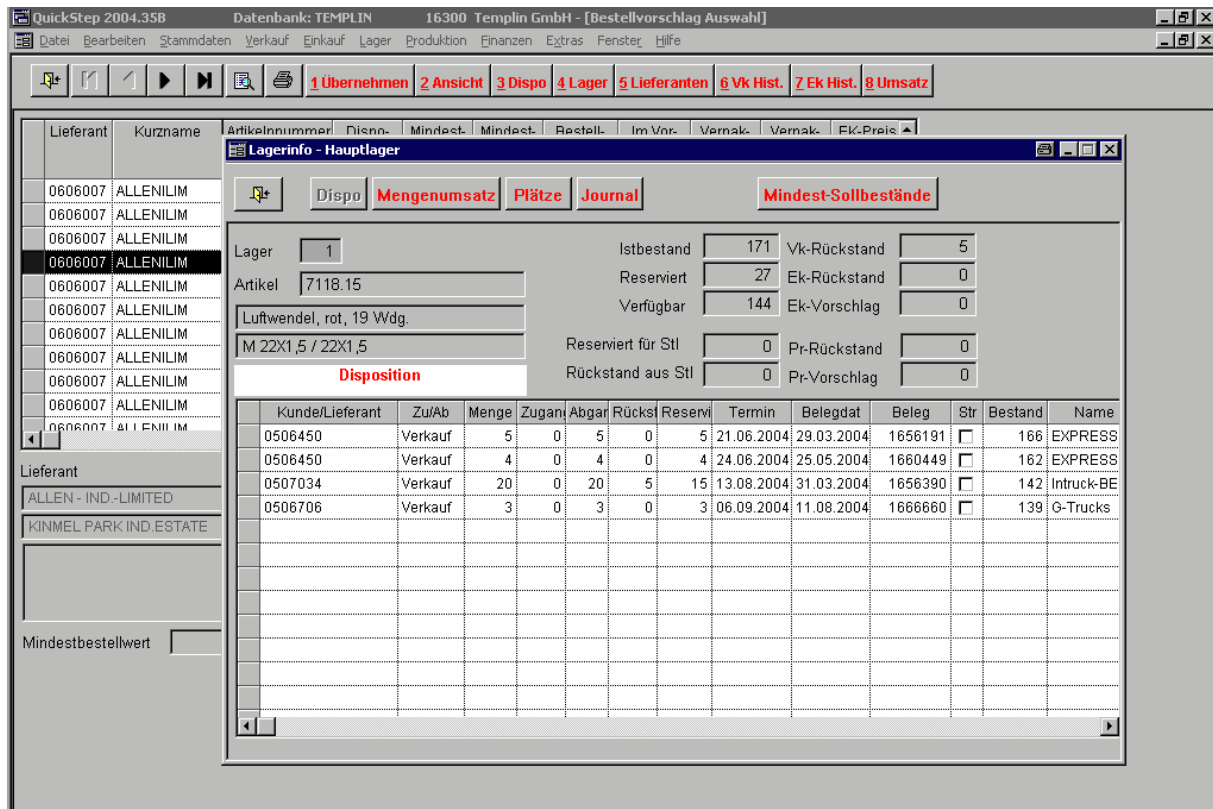 QuickStep 2004.35B Datenbank: TEMPLIN 16300 Templin GmbH - [Bestellvorschlag Auswahl]
Datei Bearbeiten Stammdaten Verkauf Einkauf Lager Produktion Finanzen Extras Fenster Hilfe
1 Übernehmen 2 Ansicht 3 Dispo 4 Lager 5 Lieferanten 6 Vk Hist. 7 Ek Hist. 8 Umsatz
Lieferant Kurzname Artikelnnummer Dispo- Mindest- Mindest- Bestell- Im Vor- Vernak- Vernak- EK-Preis
0606007 ALLENILIM
0606007 ALLENILIM
0606007 ALLENILIM
0606007 ALLENILIM
0606007 ALLENILIM
0606007 ALLENILIM
0606007 ALLENILIM
0606007 ALLENILIM
0606007 ALLENILIM
0606007 ALLENILIM
0606007 ALLENILIM
Lieferant
ALLEN - IND.-LIMITED
KINMEL PARK IND.ESTATE
Mindestbestellwert
Lagerinfo - Hauptlager
Dispo Mengenumsatz Plätze Journal Mindest-Sollbestände
Lager 1
Artikel 7118.15
Luftwendel, rot, 19 Wdg.
M 22X1,5 / 22X1,5
Disposition
Istbestand 171 Vk-Rückstand 5
Reserviert 27 Ek-Rückstand 0
Verfügbar 144 Ek-Vorschlag 0
Reserviert für Stl 0 Pr-Rückstand 0
Rückstand aus Stl 0 Pr-Vorschlag 0
Kunde/Lieferant Zu/Ab Menge Zugang Abgan Rückst Reservi Termin Belegdat Beleg Str Bestand Name
0506450 Verkauf 5 0 5 0 5 21.06.2004 29.03.2004 1656191 166 EXPRESS
0506450 Verkauf 4 0 4 0 4 24.06.2004 25.05.2004 1660449 162 EXPRESS
0507034 Verkauf 20 0 20 5 15 13.08.2004 31.03.2004 1656390 142 Intruck-BE
0506706 Verkauf 3 0 3 0 3 06.09.2004 11.08.2004 1666660 139 G-Trucks